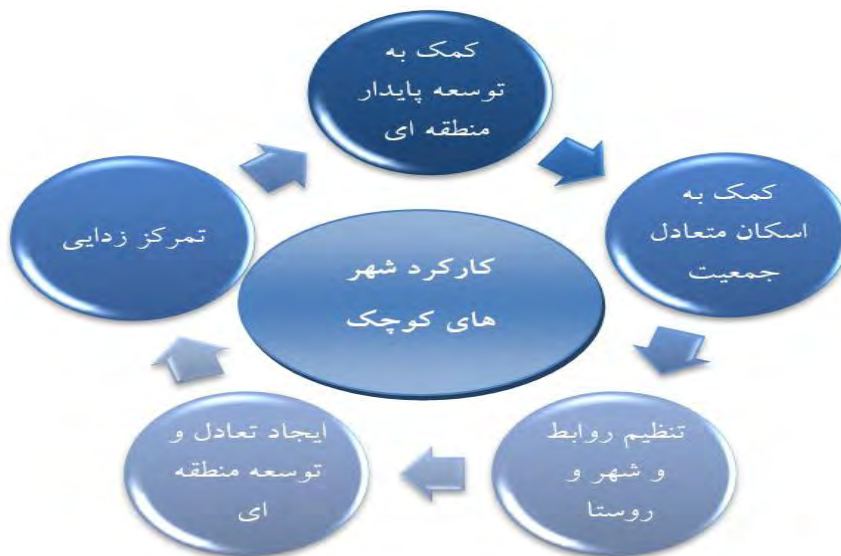 کمک به
توسعه پایدار
منطقه ای
کمک به
اسکان متعادل
جمعیت
تنظیم روابط
و شهر و
روستا
ایجاد تعادل و
توسعه منطقه
ای
تمرکز زدایی
کارکرد شهر
های کوچک